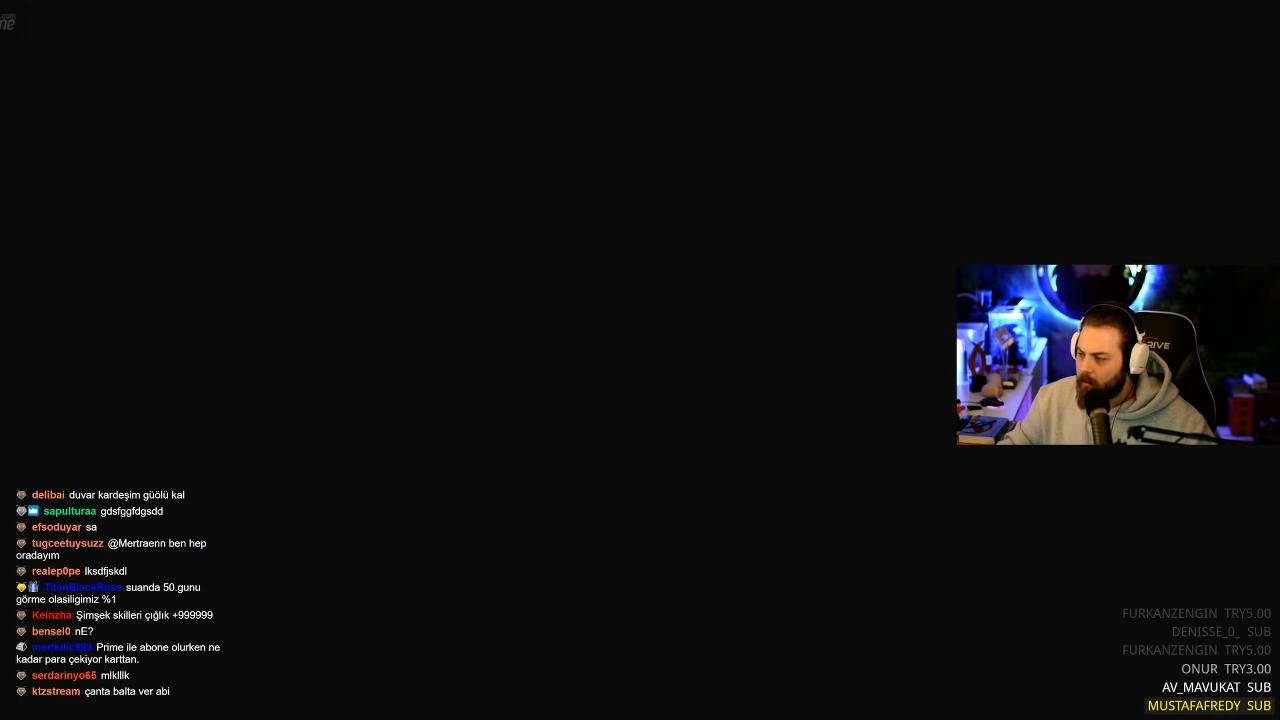 me
delibai duvar kardeşim güölü kal
sapulturaa gdsfggfdgsdd
efsoduyar sa
tugceetuysuzz @Mertraenn ben hep
oradayım
realep0pe lksdfjskdl
TitanBlackRose suanda 50.gunu
görme olasiligimiz %1
Keinzha Şimşek skilleri çığlık +999999
bensel0 nE?
Prime ile abone olurken ne
kadar para çekiyor karttan.
serdarinyo65 mlklllk
ktzstream çanta balta ver abi
RIVE
FURKANZENGIN TRY5.00
DENISSE_0_ SUB
FURKANZENGIN TRY5.00
ONUR TRY3.00
AV_MAVUKAT SUB
MUSTAFAFREDY SUB